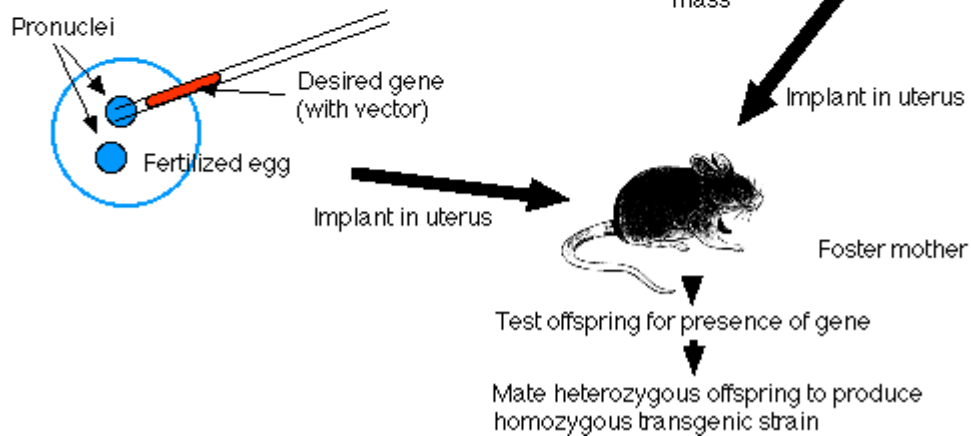 mass
Pronuclei
Desired gene
(with vector)
Implant in uterus
Fertilized egg
Implant in uterus
Foster mother
Test offspring for presence of gene
Mate heterozygous offspring to produce
homozygous transgenic strain